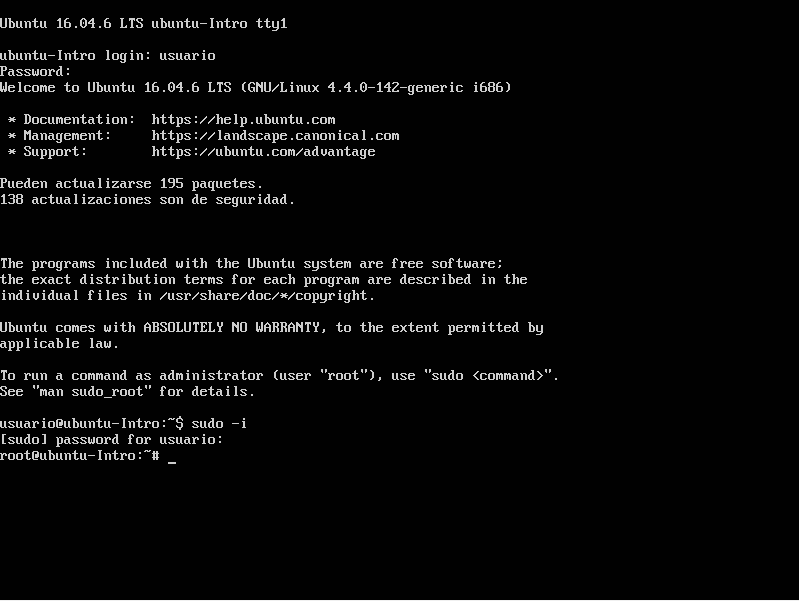 Ubuntu 16.04.6 LTS ubuntu-Intro tty1
ubuntu-Intro login: usuario
Password:
Welcome to Ubuntu 16.04.6 LTS (GNU/Linux 4.4.0-142-generic i686)
* Documentation:  https://help.ubuntu.com
* Management:     https://landscape.canonical.com
* Support:        https://ubuntu.com/advantage
Pueden actualizarse 195 paquetes.
138 actualizaciones son de seguridad.
The programs included with the Ubuntu system are free software;
the exact distribution terms for each program are described in the
individual files in /usr/share/doc/*/copyright.
Ubuntu comes with ABSOLUTELY NO WARRANTY, to the extent permitted by
applicable law.
To run a command as administrator (user "root"), use "sudo <command>".
See "man sudo_root" for details.
usuario@ubuntu-Intro:~$ sudo -i
[sudo] password for usuario:
root@ubuntu-Intro:~# _